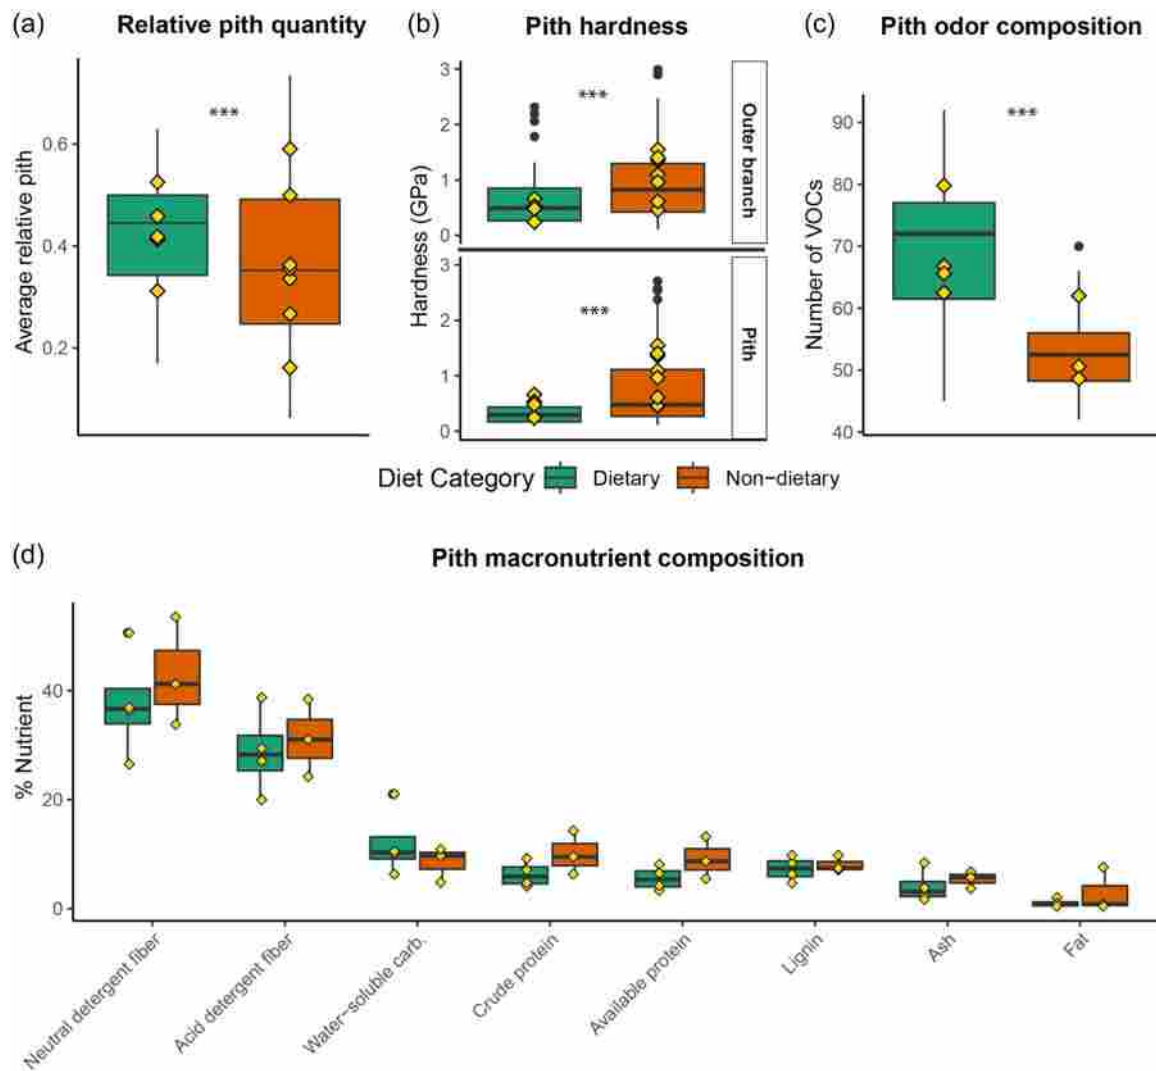 (a) Relative pith quantity
(b) Pith hardness
(c) Pith odor composition
Average relative pith
0.6
0.4
0.2
***
Hardness (GPa)
3
2
1
0
***
Outer branch
3
2
1
0
***
Pith
Number of VOCs
90
80
70
60
50
40
***
Diet Category Dietary Non-dietary
(d) Pith macronutrient composition
% Nutrient
40
20
0
Neutral detergent fiber
Acid detergent fiber
Water-soluble carb.
Crude protein
Available protein
Lignin
Ash
Fat